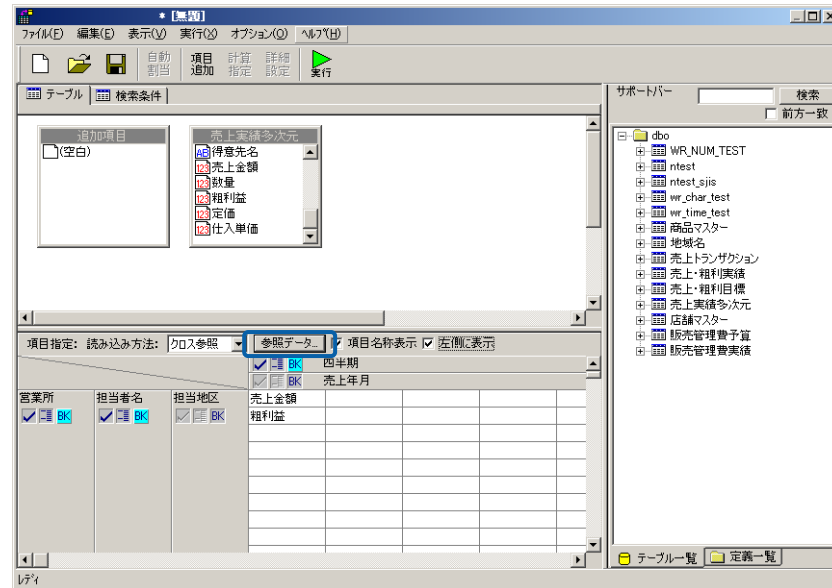 * [無題]
ファイル(F) 編集(E) 表示(V) 実行(X) オプション(O) ヘルプ(H)
自動割当 項目追加 計算指定 詳細設定 実行
テーブル 検索条件
追加項目
(空白)
売上実績多次元
得意先名
売上金額
数量
粗利益
定価
仕入単価
サポートバー 検索
前方一致
dbo
WR_NUM_TEST
ntest
ntest_sjis
wr_char_test
wr_time_test
商品マスター
地域名
売上トランザクション
売上・粗利実績
売上・粗利目標
売上実績多次元
店舗マスター
販売管理費予算
販売管理費実績
項目指定: 読み込み方法: クロス参照 参照データ... 項目名称表示 左側に表示
BK 四半期
BK 売上年月
営業所 担当者名 担当地区 売上金額
BK BK BK 粗利益
テーブル一覧 定義一覧
レディ